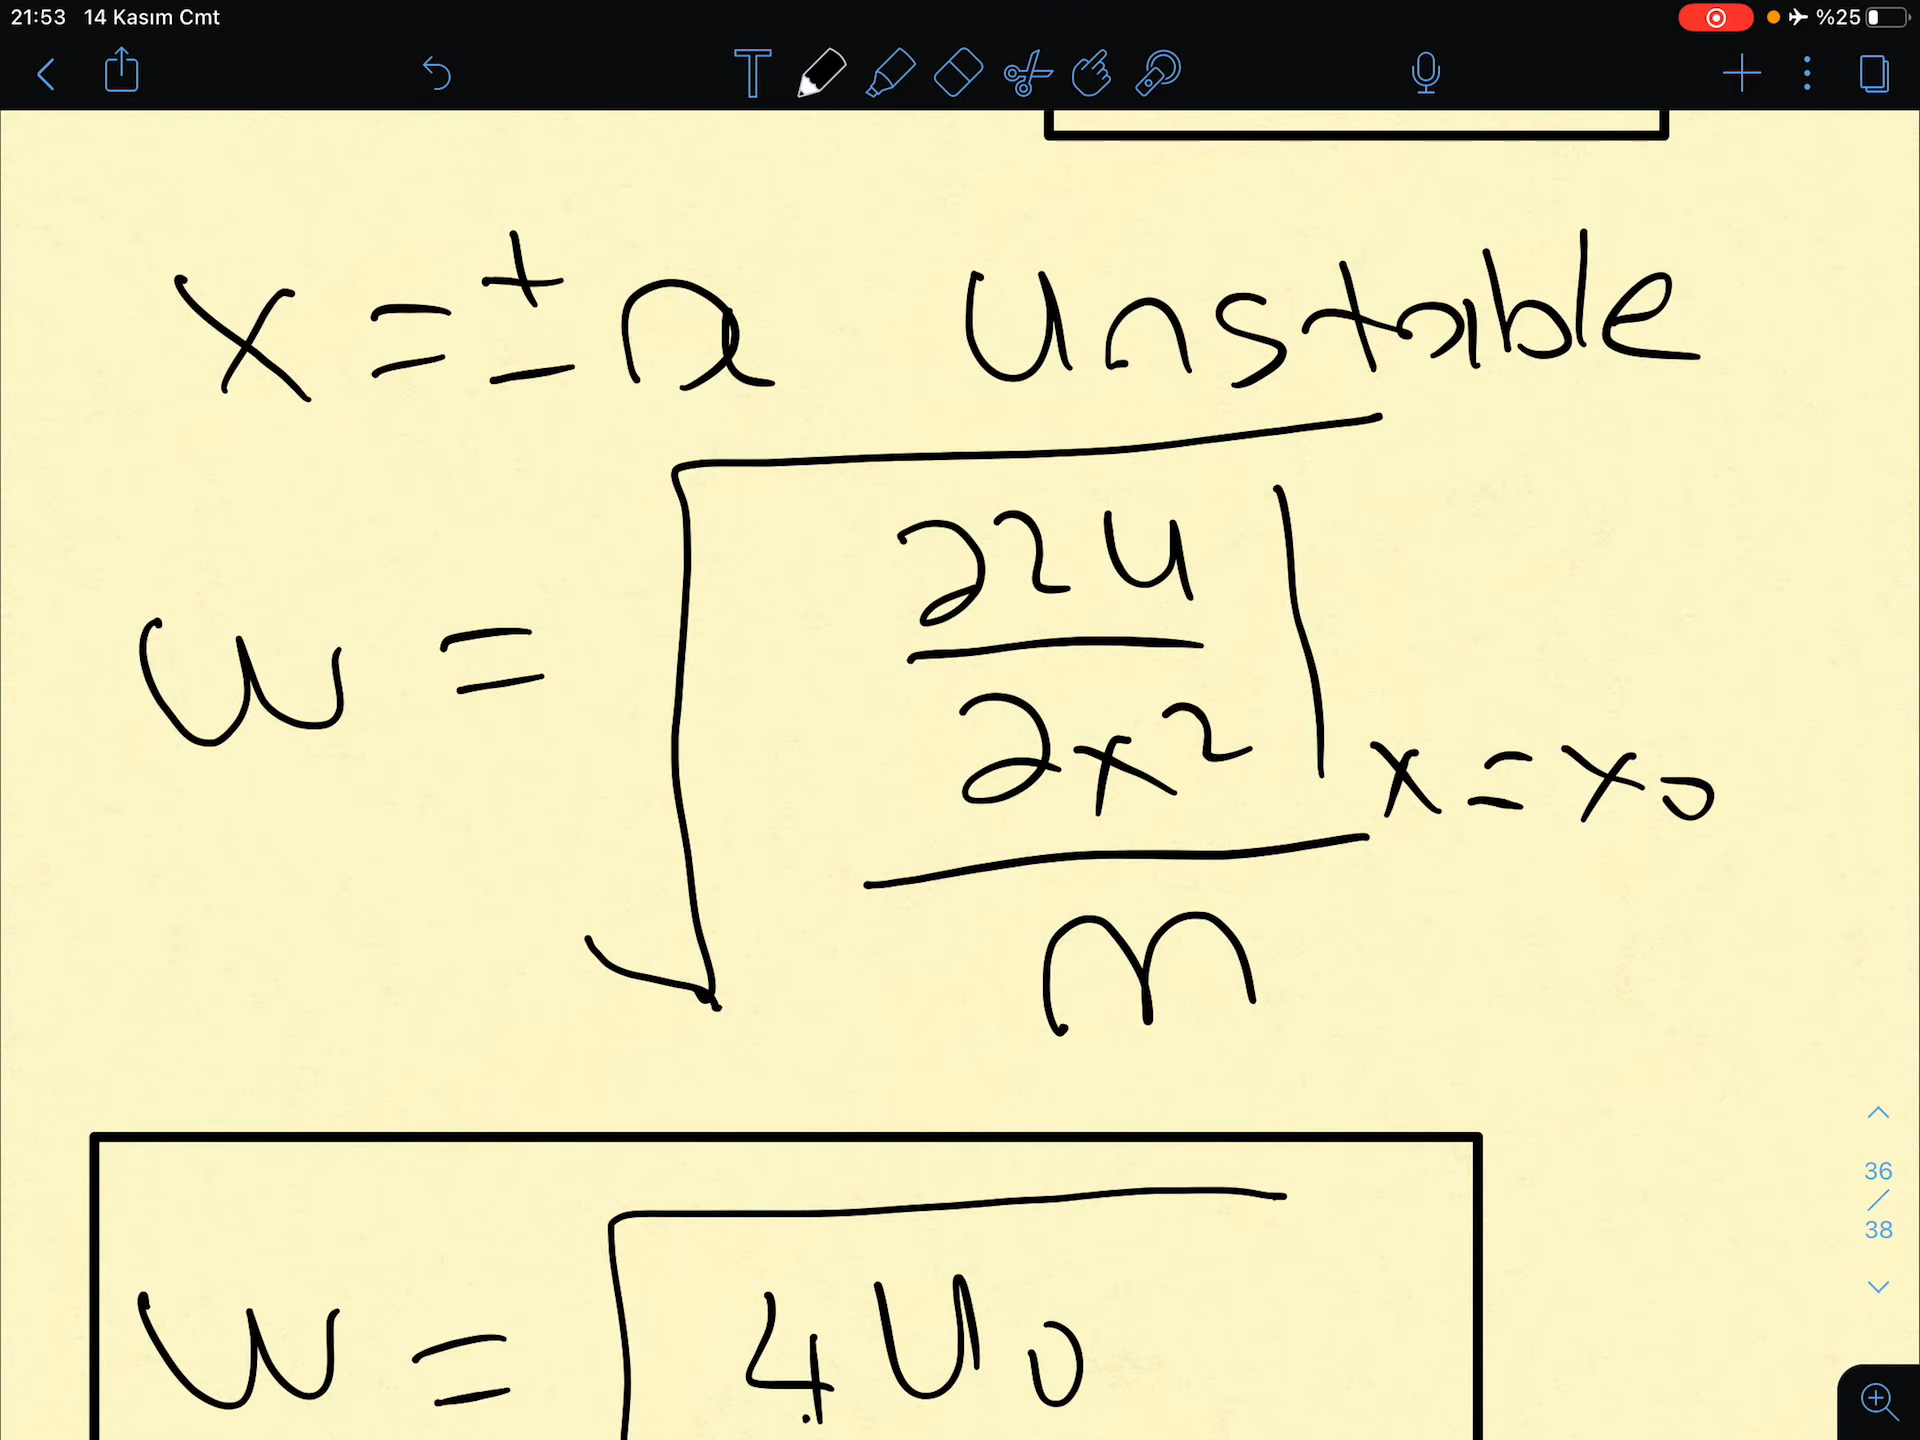 21:53 14 Kasım Cmt %25
x = ± a unstable
ω = √
∂²U
∂x²
x = x₀
m
36
/
38
ω = √ 4U₀